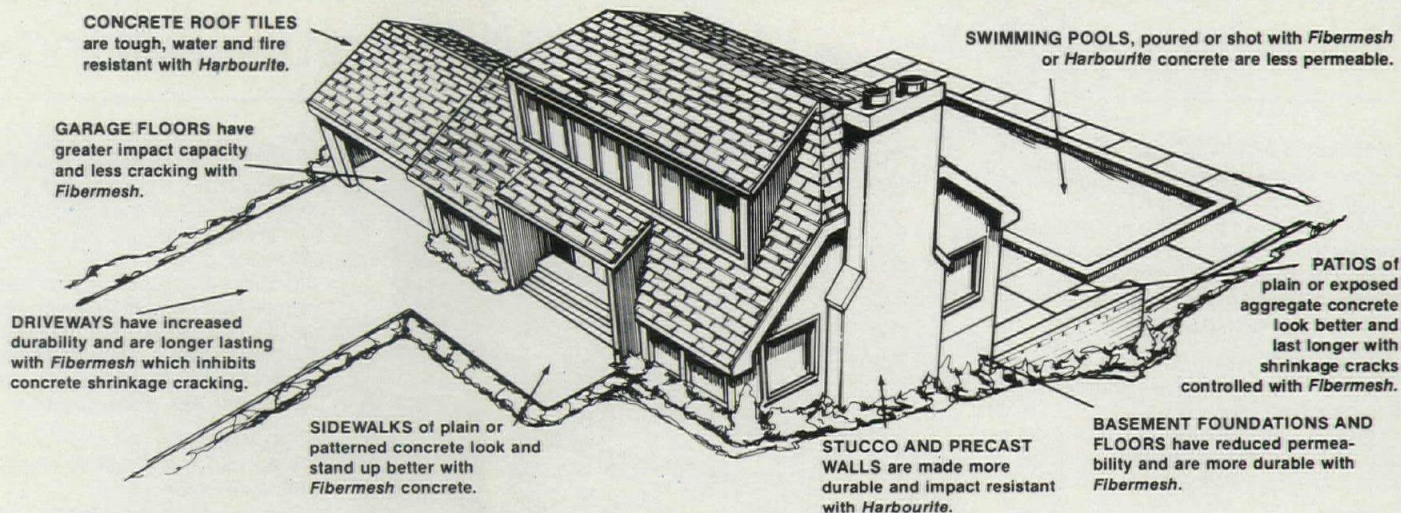 CONCRETE ROOF TILES
are tough, water and fire
resistant with Harbourite.
SWIMMING POOLS, poured or shot with Fibermesh
or Harbourite concrete are less permeable.
GARAGE FLOORS have
greater impact capacity
and less cracking with
Fibermesh.
DRIVEWAYS have increased
durability and are longer lasting
with Fibermesh which inhibits
concrete shrinkage cracking.
SIDEWALKS of plain or
patterned concrete look and
stand up better with
Fibermesh concrete.
STUCCO AND PRECAST
WALLS are made more
durable and impact resistant
with Harbourite.
PATIOS of
plain or exposed
aggregate concrete
look better and
last longer with
shrinkage cracks
controlled with Fibermesh.
BASEMENT FOUNDATIONS AND
FLOORS have reduced permea-
bility and are more durable with
Fibermesh.